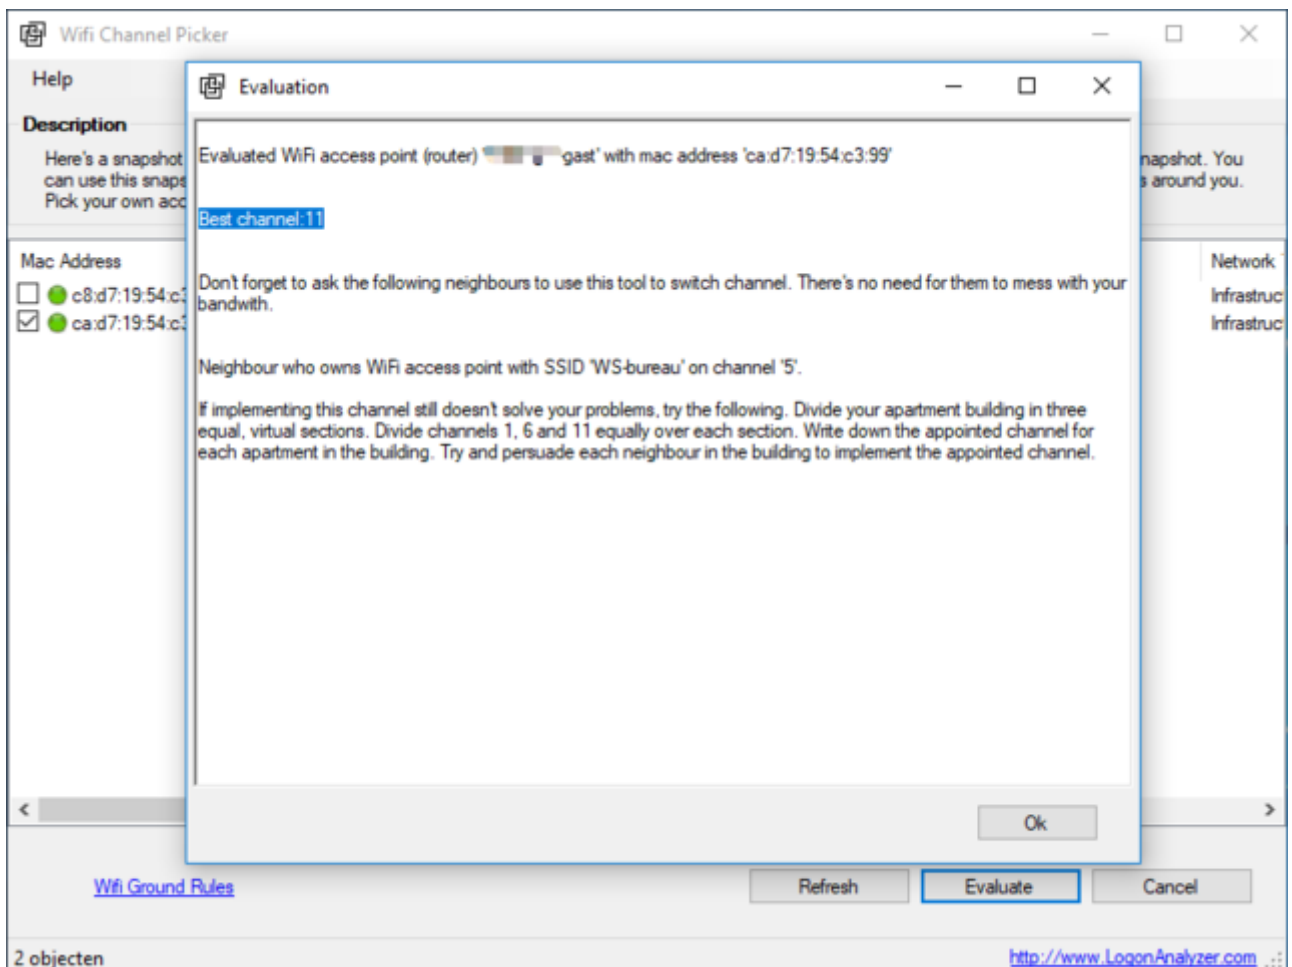 Wifi Channel Picker
Help
Evaluation
Description
Here's a snapshot
napshot. You
can use this snaps
s around you.
Pick your own acc
Evaluated WiFi access point (router) gast' with mac address 'ca:d7:19:54:c3:99'
Best channel:11
Don't forget to ask the following neighbours to use this tool to switch channel. There's no need for them to mess with your
bandwith.
Neighbour who owns WiFi access point with SSID 'WS-bureau' on channel '5'.
If implementing this channel still doesn't solve your problems, try the following. Divide your apartment building in three
equal, virtual sections. Divide channels 1, 6 and 11 equally over each section. Write down the appointed channel for
each apartment in the building. Try and persuade each neighbour in the building to implement the appointed channel.
Mac Address
Network
c8:d7:19:54:c3
Infrastruc
ca:d7:19:54:c3
Infrastruc
Ok
Wifi Ground Rules
Refresh
Evaluate
Cancel
2 objecten
http://www.LogonAnalyzer.com